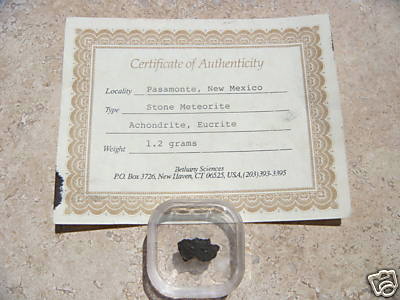 Certificate of Authenticity
Locality Pasamonte, New Mexico
Type Stone Meteorite
Achondrite, Eucrite
Weight 1.2 grams
Bethany Sciences
P.O. Box 3726, New Haven, CT 06525, USA, (203)393-3395